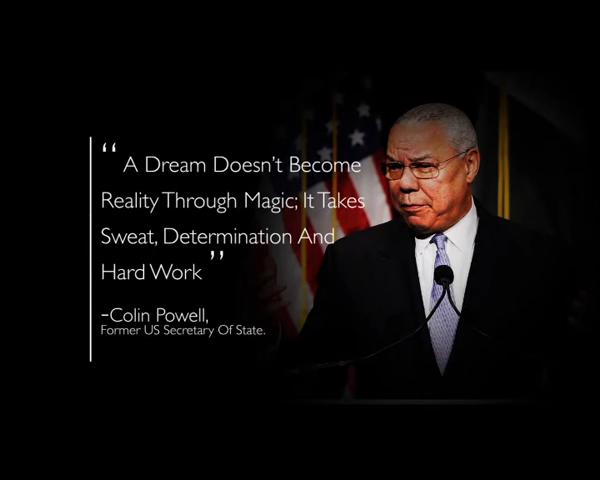 “ A Dream Doesn't Become
Reality Through Magic; It Takes
Sweat, Determination And
Hard Work ”
-Colin Powell,
Former US Secretary Of State.